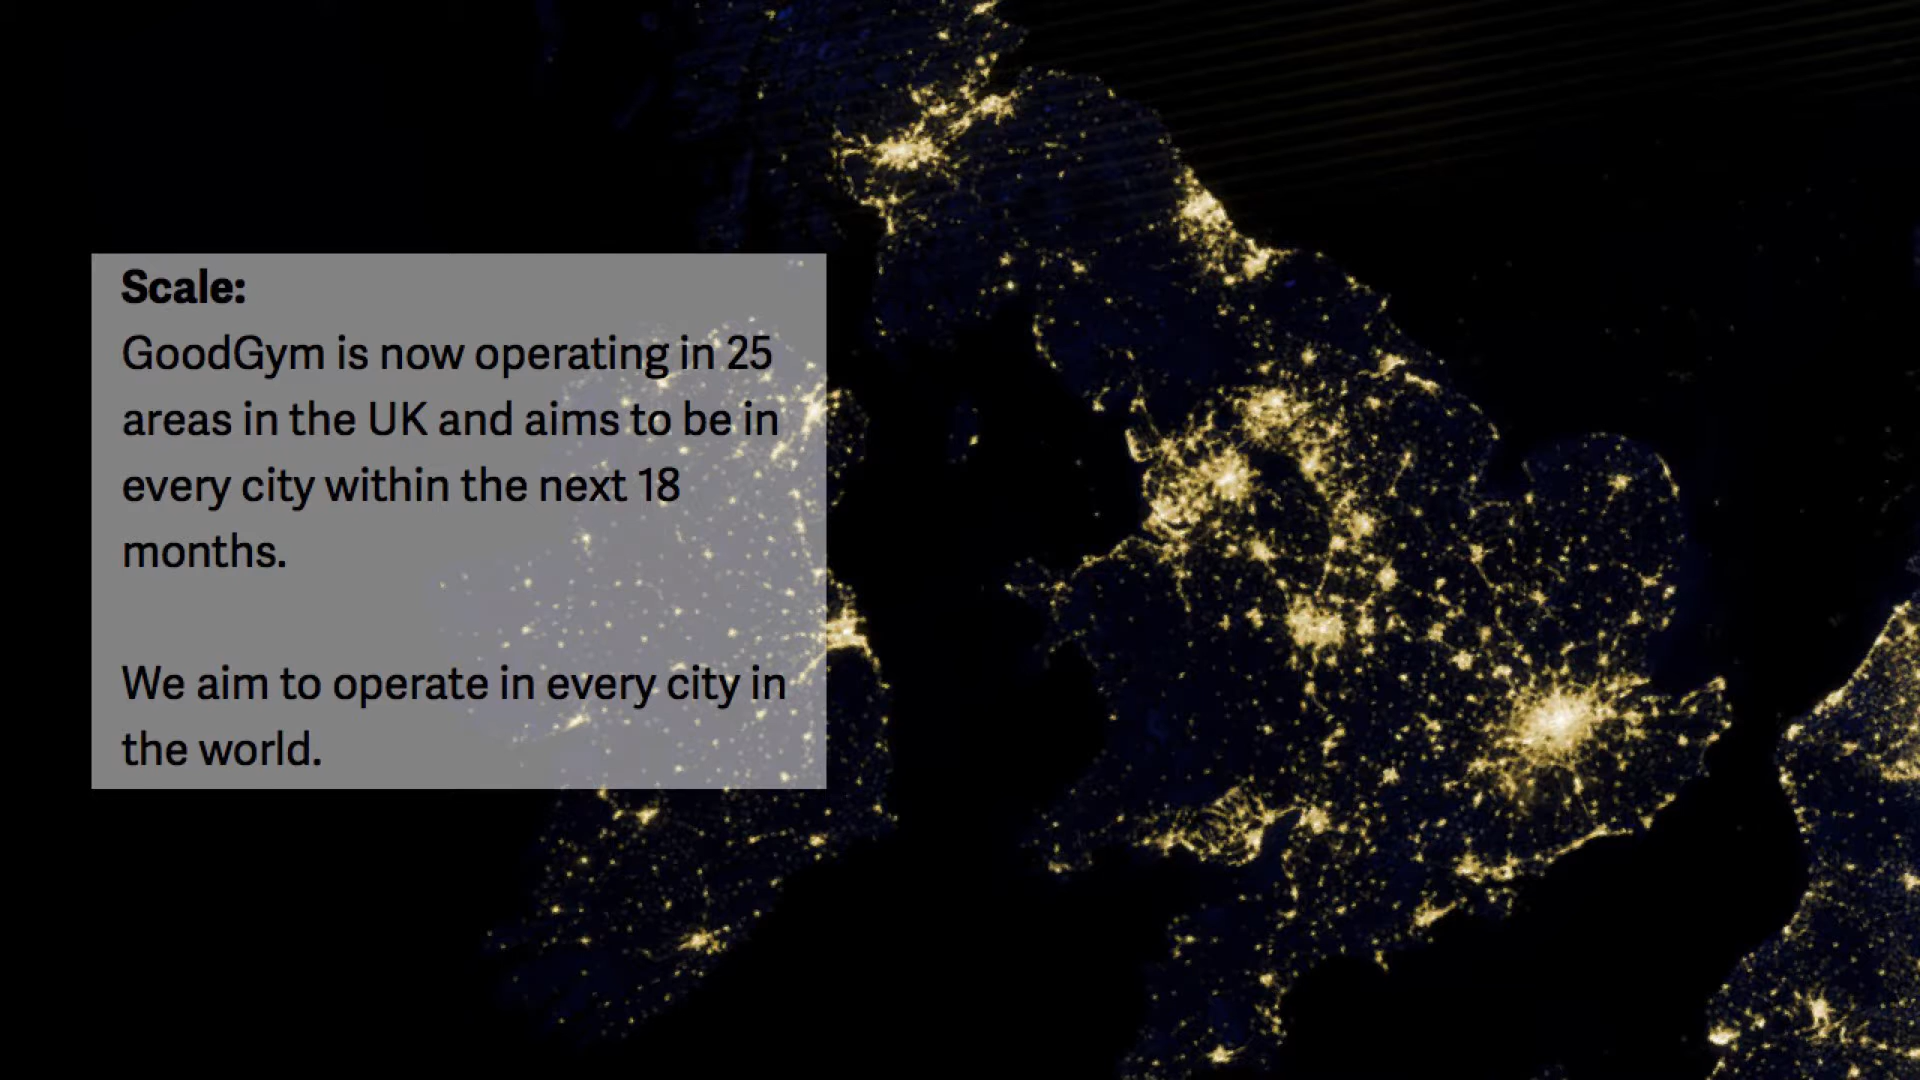 Scale:
GoodGym is now operating in 25
areas in the UK and aims to be in
every city within the next 18
months.
We aim to operate in every city in
the world.